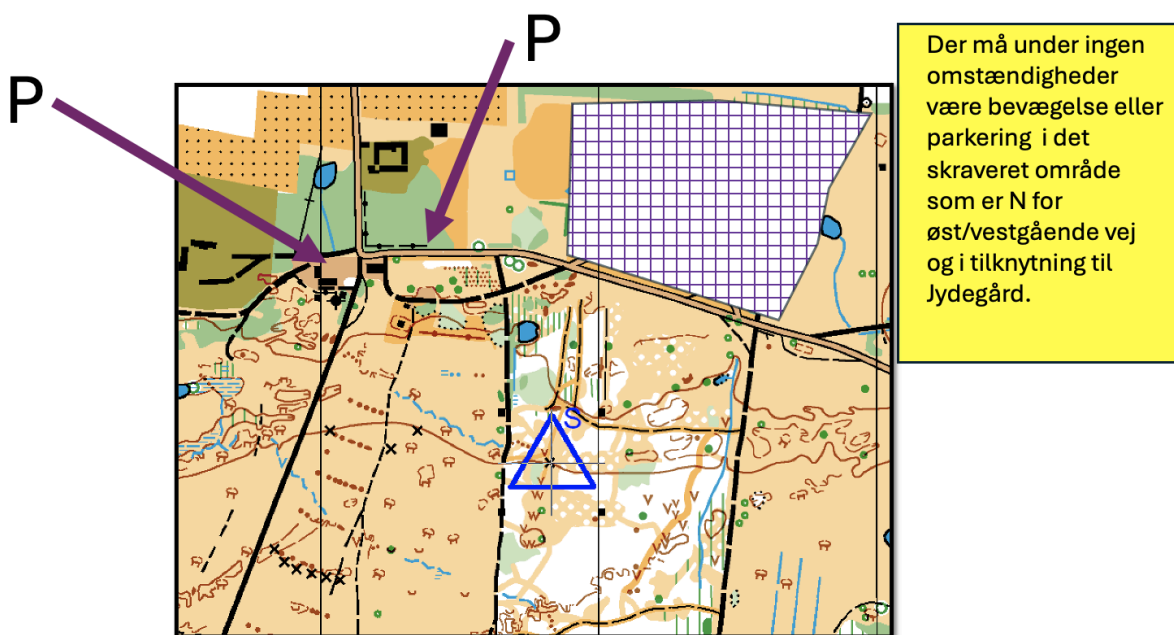 P
P
Der må under ingen
omstændigheder
være bevægelse eller
parkering i det
skraveret område
som er N for
øst/vestgående vej
og i tilknytning til
Jydegård.
S